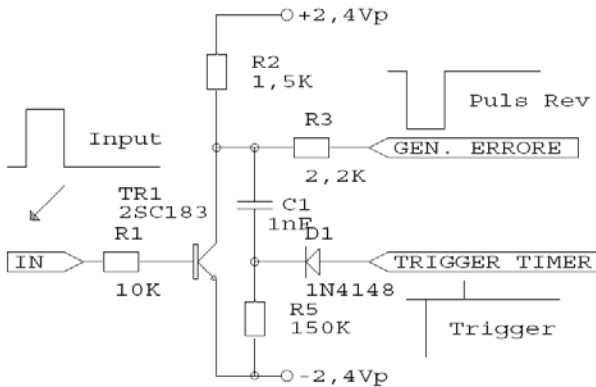 +2,4Vp
R2
1,5K
Puls Rev
R3
Input
GEN. ERRORE
2,2K
TR1
2SC183
C1
1nF
R1
D1
IN
TRIGGER TIMER
10K
1N4148
R5
150K
Trigger
-2,4Vp